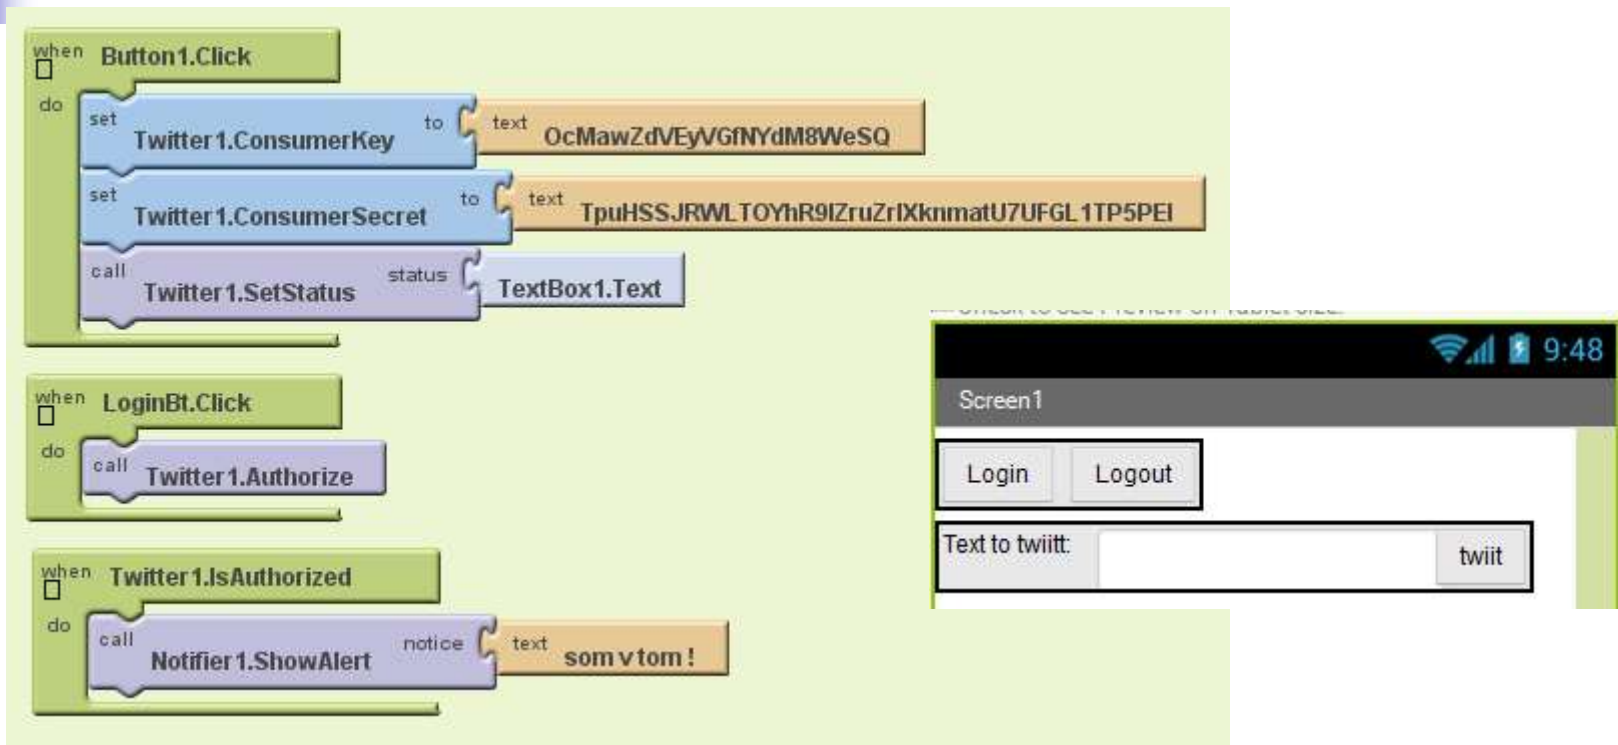 when Button1.Click
do
set Twitter1.ConsumerKey to text OcMawZdVEyVGfNYdM8WeSQ
set Twitter1.ConsumerSecret to text TpuHSSJRWLTOYhR9IZruZrIXknmatU7UFGL1TP5PEI
call Twitter1.SetStatus status TextBox1.Text
when LoginBt.Click
do
call Twitter1.Authorize
when Twitter1.IsAuthorized
do
call Notifier1.ShowAlert notice text som v tom !
9:48
Screen1
Login Logout
Text to twiitt: twiit